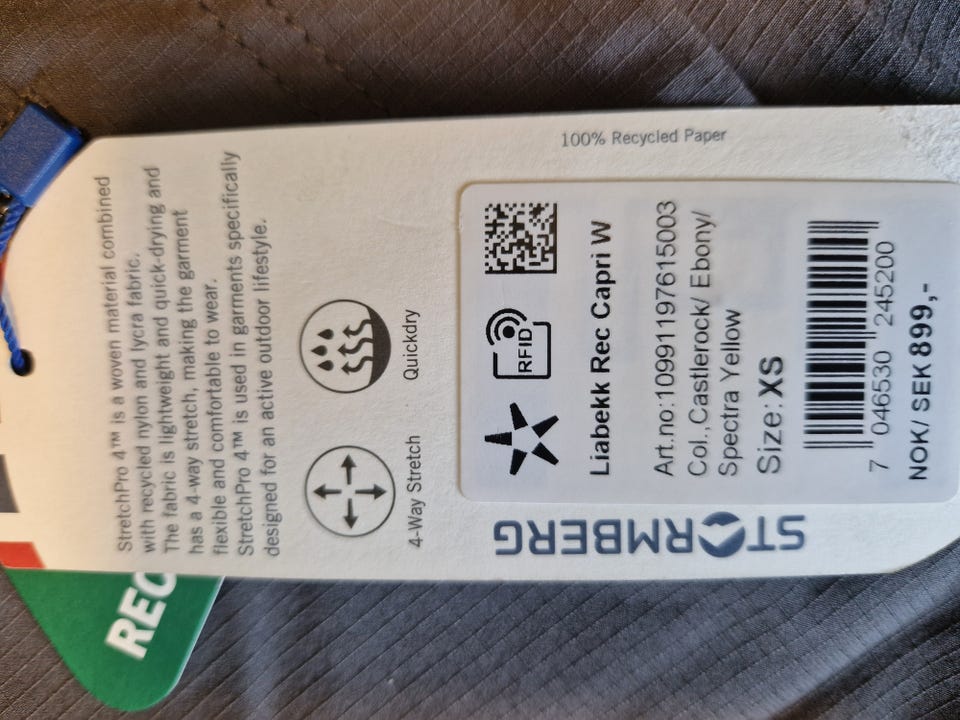 StretchPro 4™ is a woven material combined
with recycled nylon and lycra fabric.
The fabric is lightweight and quick-drying and
has a 4-way stretch, making the garment
flexible and comfortable to wear.
StretchPro 4™ is used in garments specifically
designed for an active outdoor lifestyle.
4-Way Stretch
Quickdry
RFID
Liabekk Rec Capri W
Art.no:10991197615003
Col.,Castlerock/ Ebony/
Spectra Yellow
Size: XS
7 046530 245200
NOK/ SEK 899,-
STORMBERG
100% Recycled Paper